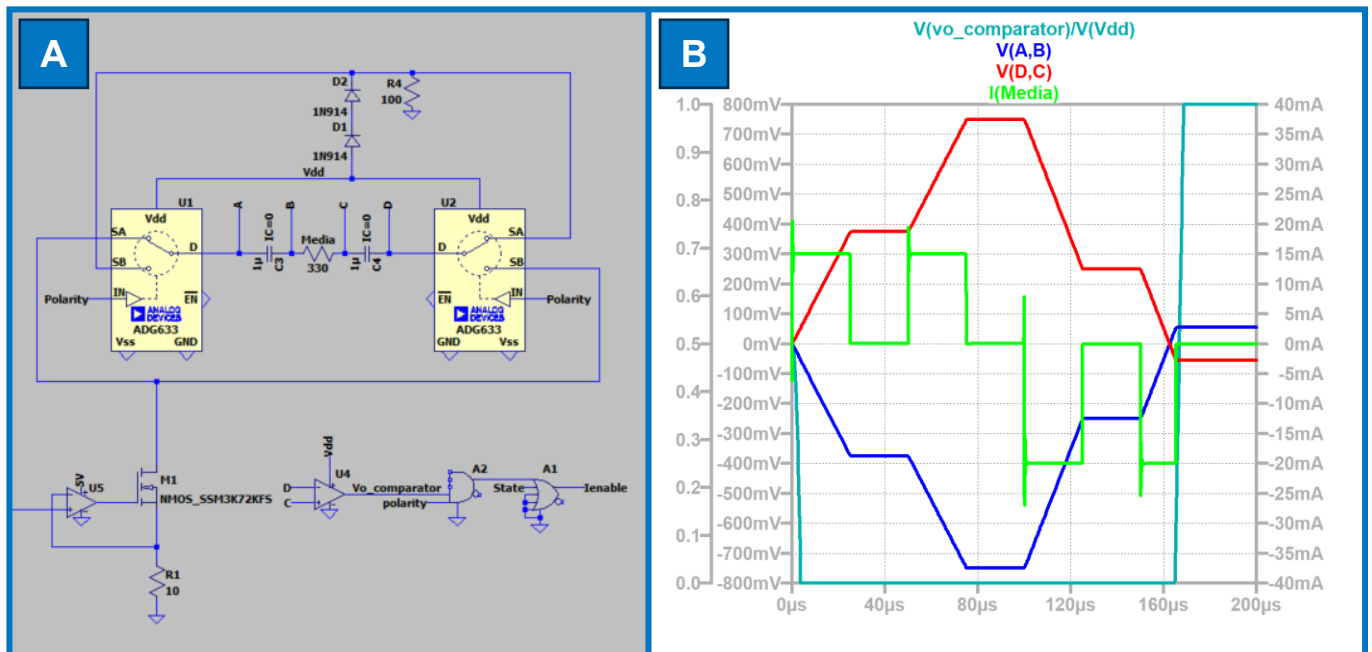 A
D2
1N914
D1
1N914
R4
100
Vdd
U1
Vdd
SA
D
SB
IN
EN
Polarity
ANALOG
DEVICES
ADG633
Vss
GND
A
B
C
D
IC=0
1µ
C3
Media
330
IC=0
1µ
C4
U2
Vdd
SA
D
SB
EN
IN
Polarity
ANALOG
DEVICES
ADG633
GND
Vss
5V
U5
M1
NMOS_SSM3K72KFS
R1
10
Vdd
U4
D
C
Vo_comparator
polarity
A2
State
A1
Ienable
B
V(vo_comparator)/V(Vdd)
V(A,B)
V(D,C)
I(Media)
1.0 800mV 40mA
700mV 35mA
0.9
600mV 30mA
500mV 25mA
0.8
400mV 20mA
0.7
300mV 15mA
200mV 10mA
0.6
100mV 5mA
0.5 0mV 0mA
-100mV -5mA
0.4
-200mV -10mA
-300mV -15mA
0.3
-400mV -20mA
0.2
-500mV -25mA
-600mV -30mA
0.1
-700mV -35mA
0.0 -800mV -40mA
0µs 40µs 80µs 120µs 160µs 200µs